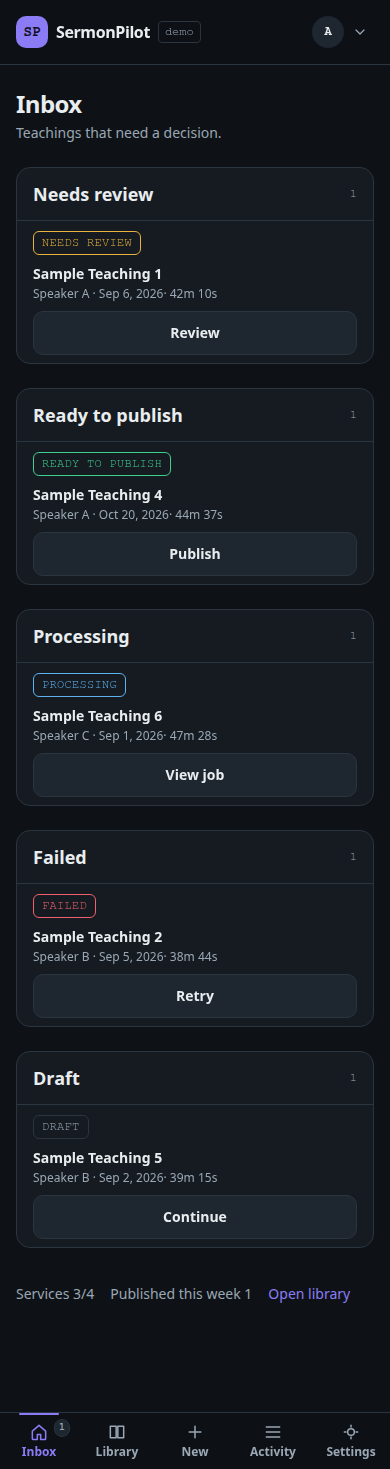 SP SermonPilot demo A
Inbox
Teachings that need a decision.
Needs review 1
NEEDS REVIEW
Sample Teaching 1
Speaker A · Sep 6, 2026· 42m 10s
Review
Ready to publish 1
READY TO PUBLISH
Sample Teaching 4
Speaker A · Oct 20, 2026· 44m 37s
Publish
Processing 1
PROCESSING
Sample Teaching 6
Speaker C · Sep 1, 2026· 47m 28s
View job
Failed 1
FAILED
Sample Teaching 2
Speaker B · Sep 5, 2026· 38m 44s
Retry
Draft 1
DRAFT
Sample Teaching 5
Speaker B · Sep 2, 2026· 39m 15s
Continue
Services 3/4 Published this week 1 Open library
1
Inbox Library New Activity Settings